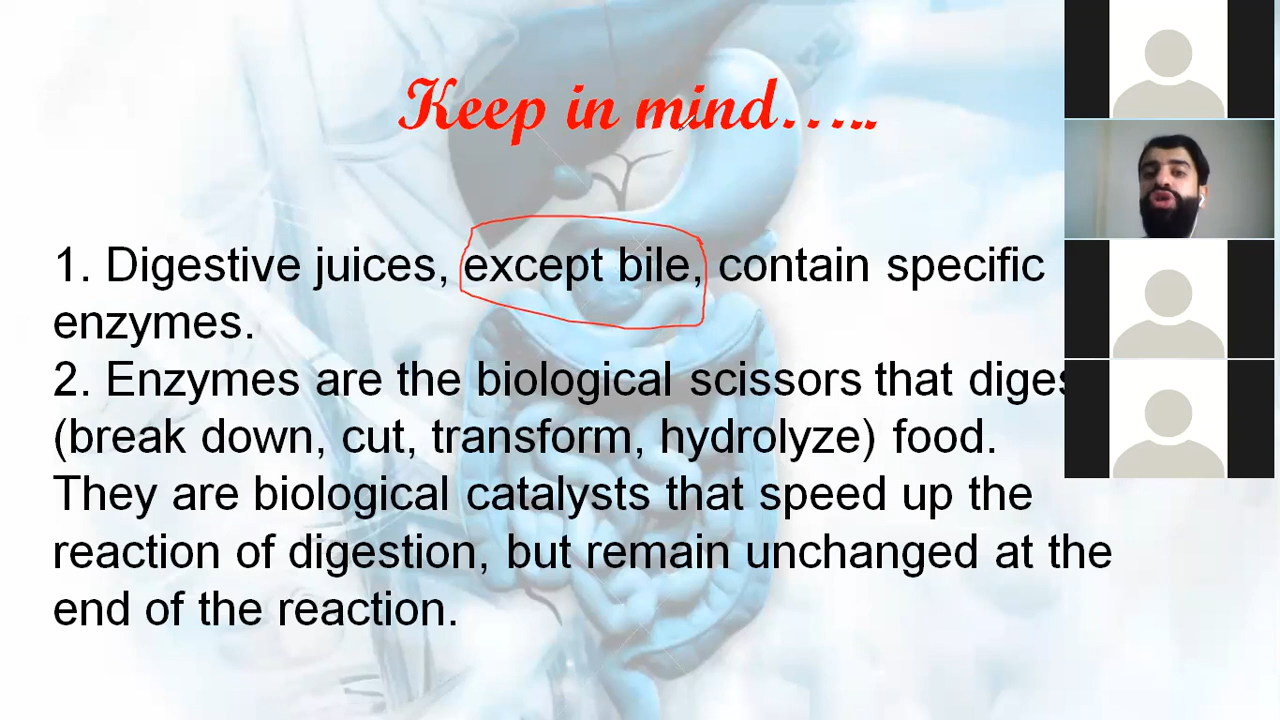 Keep in mind.....
1. Digestive juices, except bile, contain specific
enzymes.
2. Enzymes are the biological scissors that
(break down, cut, transform, hydrolyze) food.
They are biological catalysts that speed up the
reaction of digestion, but remain unchanged at the
end of the reaction.